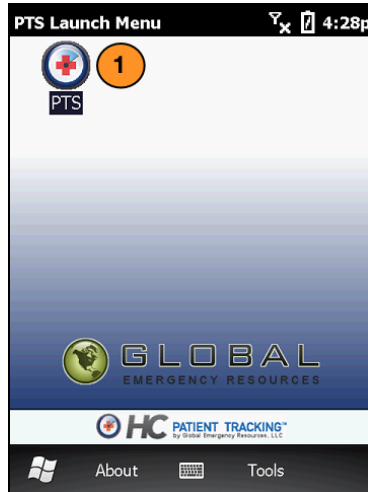 PTS Launch Menu 4:28p
1
PTS
GLOBAL
EMERGENCY RESOURCES
HC PATIENT TRACKING™
by Global Emergency Resources, LLC
About Tools